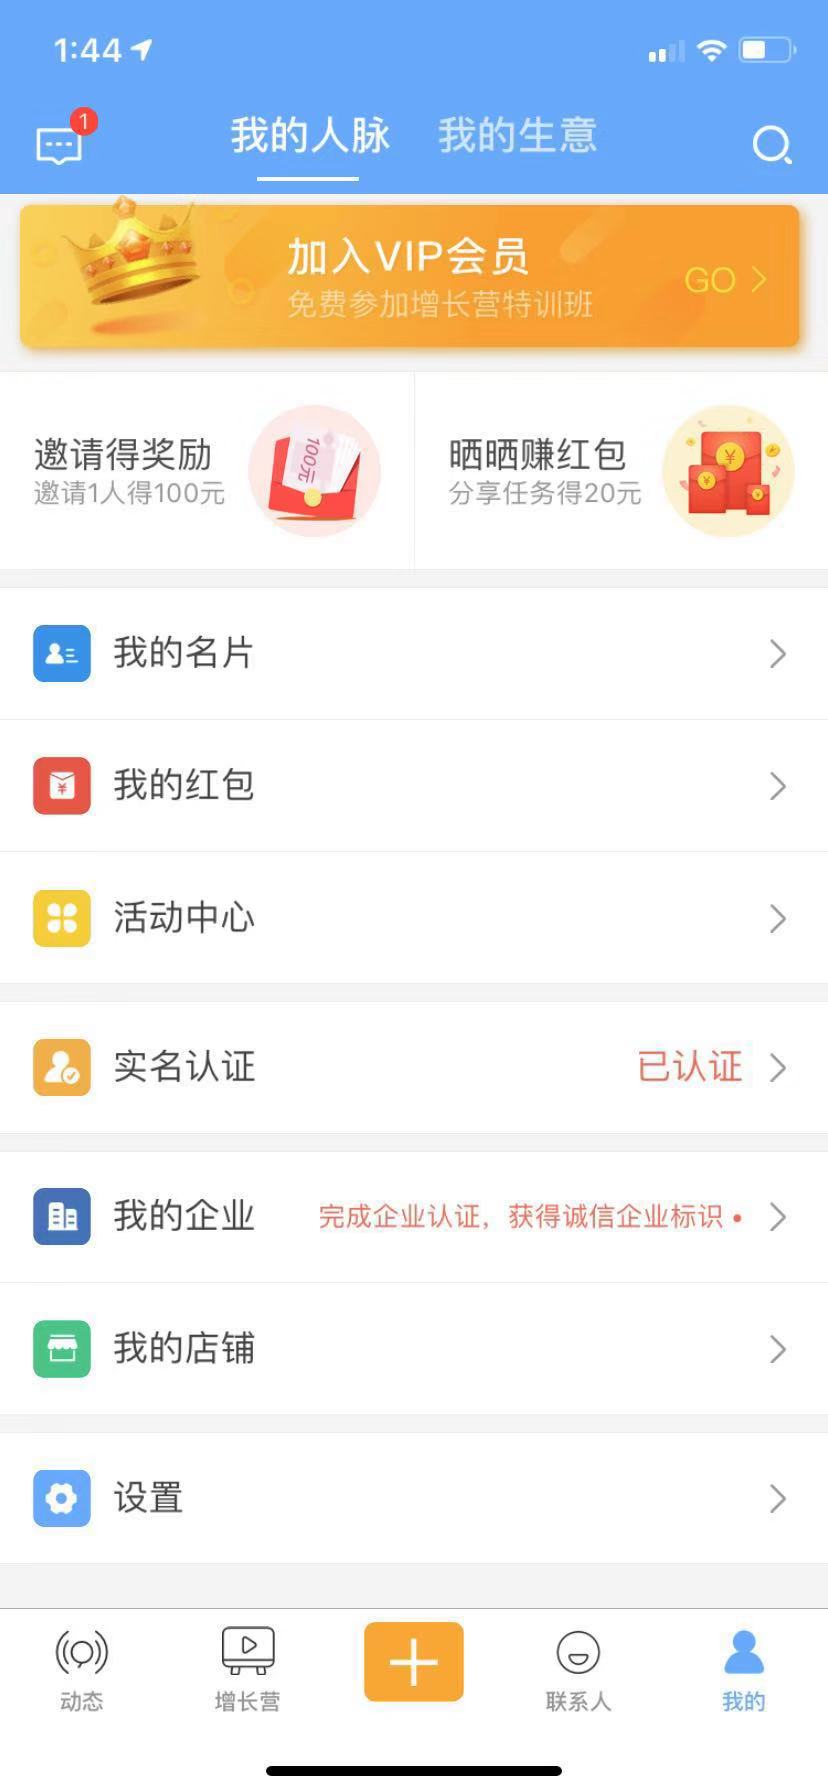 1:44
1
我的人脉
我的生意
加入VIP会员
免费参加增长营特训班
GO
邀请得奖励
邀请1人得100元
100元
晒晒赚红包
分享任务得20元
我的名片
我的红包
活动中心
实名认证
已认证
我的企业
完成企业认证，获得诚信企业标识
我的店铺
设置
动态
增长营
联系人
我的